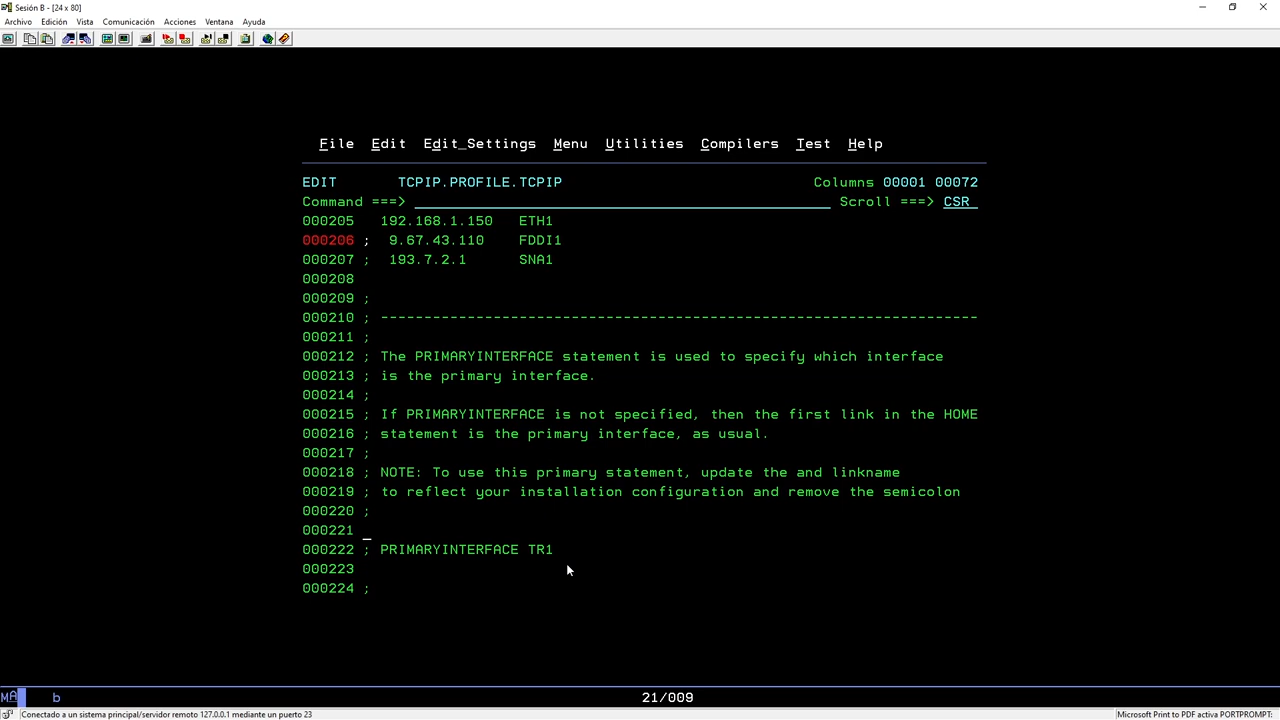 Sesión B - [24 x 80]
Archivo Edición Vista Comunicación Acciones Ventana Ayuda
File Edit Edit_Settings Menu Utilities Compilers Test Help
EDIT TCPIP.PROFILE.TCPIP Columns 00001 00072
Command ===> Scroll ===> CSR
000205 192.168.1.150 ETH1
000206 ; 9.67.43.110 FDDI1
000207 ; 193.7.2.1 SNA1
000208
000209 ;
000210 ; ---------------------------------------------------------------------
000211 ;
000212 ; The PRIMARYINTERFACE statement is used to specify which interface
000213 ; is the primary interface.
000214 ;
000215 ; If PRIMARYINTERFACE is not specified, then the first link in the HOME
000216 ; statement is the primary interface, as usual.
000217 ;
000218 ; NOTE: To use this primary statement, update the and linkname
000219 ; to reflect your installation configuration and remove the semicolon
000220 ;
000221 _
000222 ; PRIMARYINTERFACE TR1
000223
000224 ;
MA b 21/009
Conectado a un sistema principal/servidor remoto 127.0.0.1 mediante un puerto 23 Microsoft Print to PDF activa PORTPROMPT: